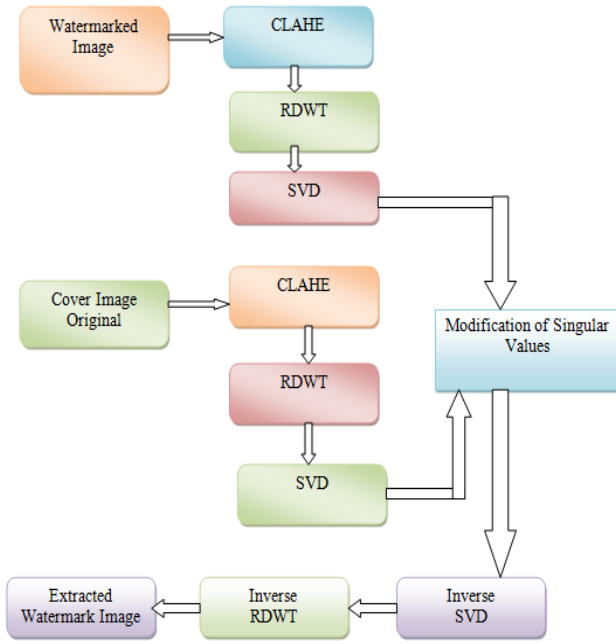 Watermarked
Image
CLAHE
RDWT
SVD
Cover Image
Original
CLAHE
RDWT
SVD
Modification of Singular
Values
Extracted
Watermark Image
Inverse
RDWT
Inverse
SVD